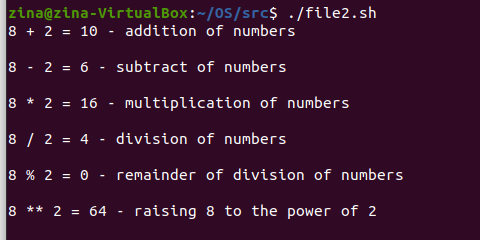 zina@zina-VirtualBox:~/OS/src$ ./file2.sh
8 + 2 = 10 - addition of numbers
8 - 2 = 6 - subtract of numbers
8 * 2 = 16 - multiplication of numbers
8 / 2 = 4 - division of numbers
8 % 2 = 0 - remainder of division of numbers
8 ** 2 = 64 - raising 8 to the power of 2